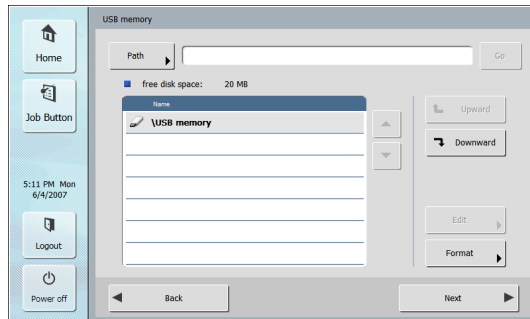 USB memory
Home
Job Button
5:11 PM Mon
6/4/2007
Logout
Power off
Path
Go
free disk space: 20 MB
Name
\USB memory
Upward
Downward
Edit
Format
Back
Next